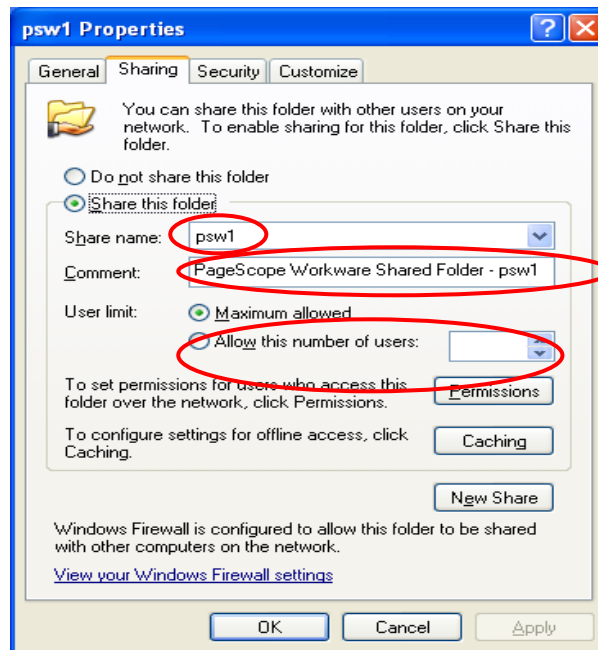 psw1 Properties
General Sharing Security Customize
You can share this folder with other users on your
network. To enable sharing for this folder, click Share this
folder.
Do not share this folder
Share this folder
Share name: psw1
Comment: PageScope Workware Shared Folder - psw1
User limit: Maximum allowed
Allow this number of users:
To set permissions for users who access this
folder over the network, click Permissions.
Permissions
To configure settings for offline access, click
Caching.
Caching
New Share
Windows Firewall is configured to allow this folder to be shared
with other computers on the network.
View your Windows Firewall settings
OK Cancel Apply